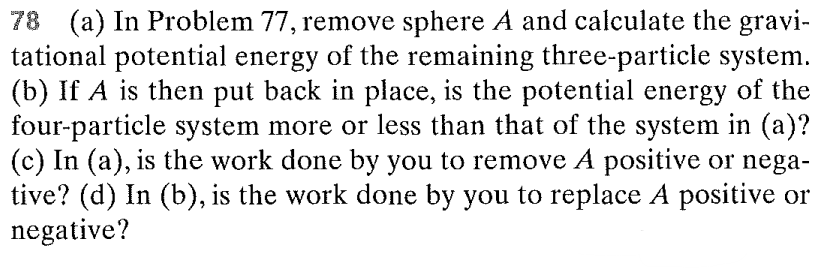 78 (a) In Problem 77, remove sphere A and calculate the gravi-
tational potential energy of the remaining three-particle system.
(b) If A is then put back in place, is the potential energy of the
four-particle system more or less than that of the system in (a)?
(c) In (a), is the work done by you to remove A positive or nega-
tive? (d) In (b), is the work done by you to replace A positive or
negative?